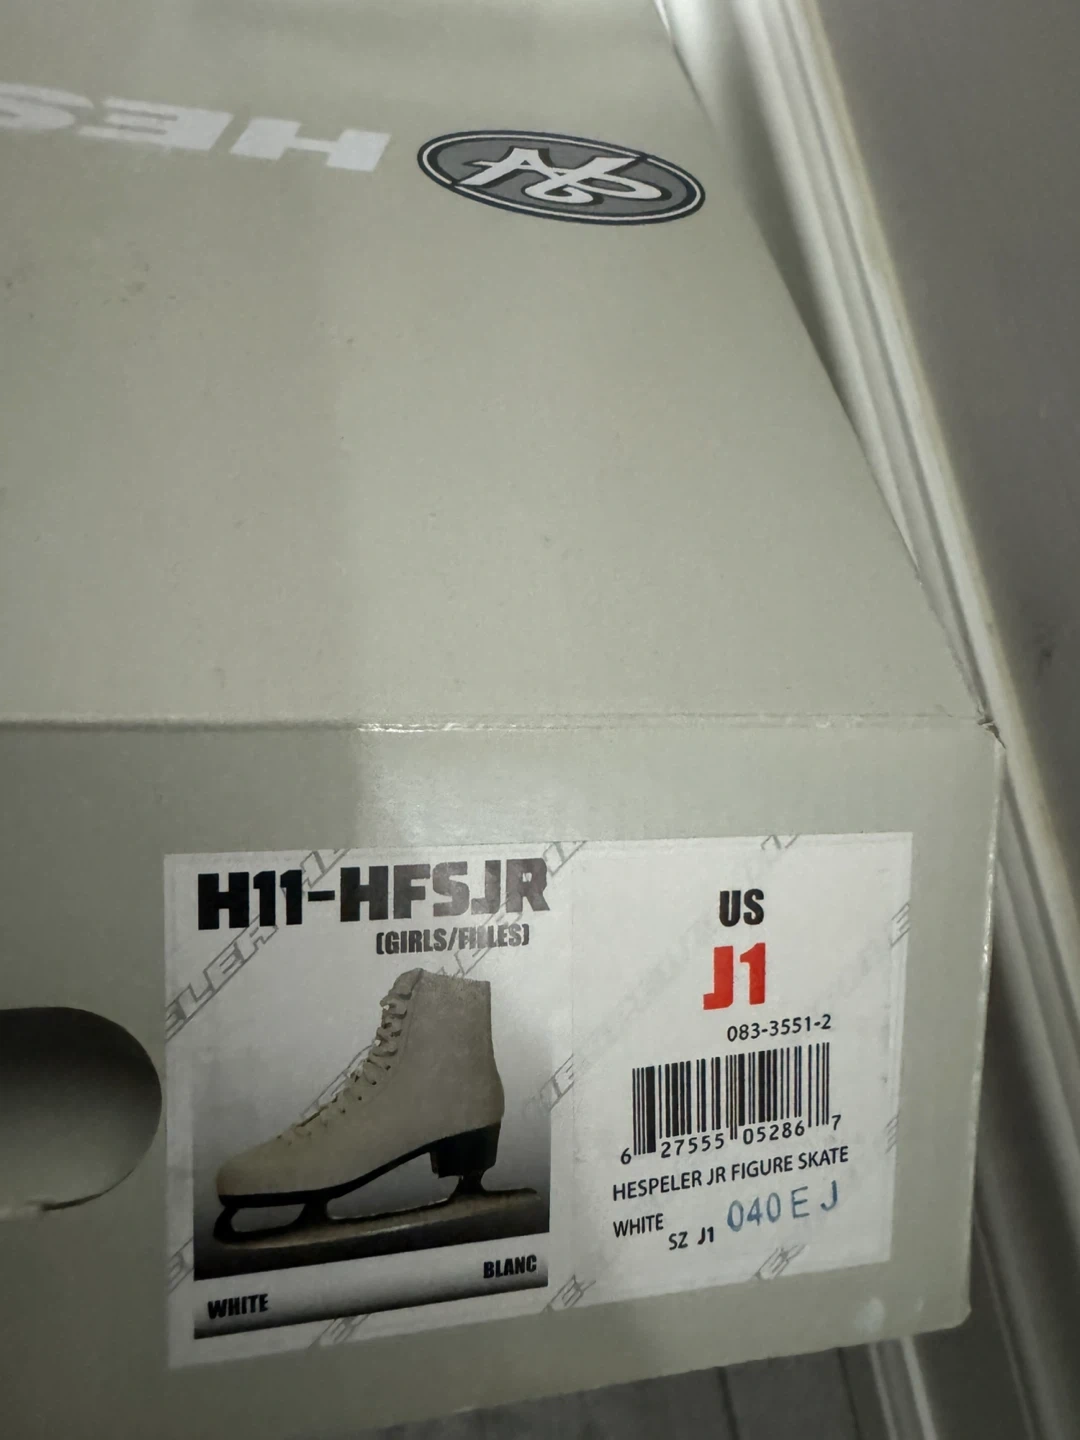 HES
H11-HFSJR
(GIRLS/FILLES)
WHITE
BLANC
US
J1
083-3551-2
6 27555 05286 7
HESPELER JR FIGURE SKATE
WHITE SZ J1 040 E J